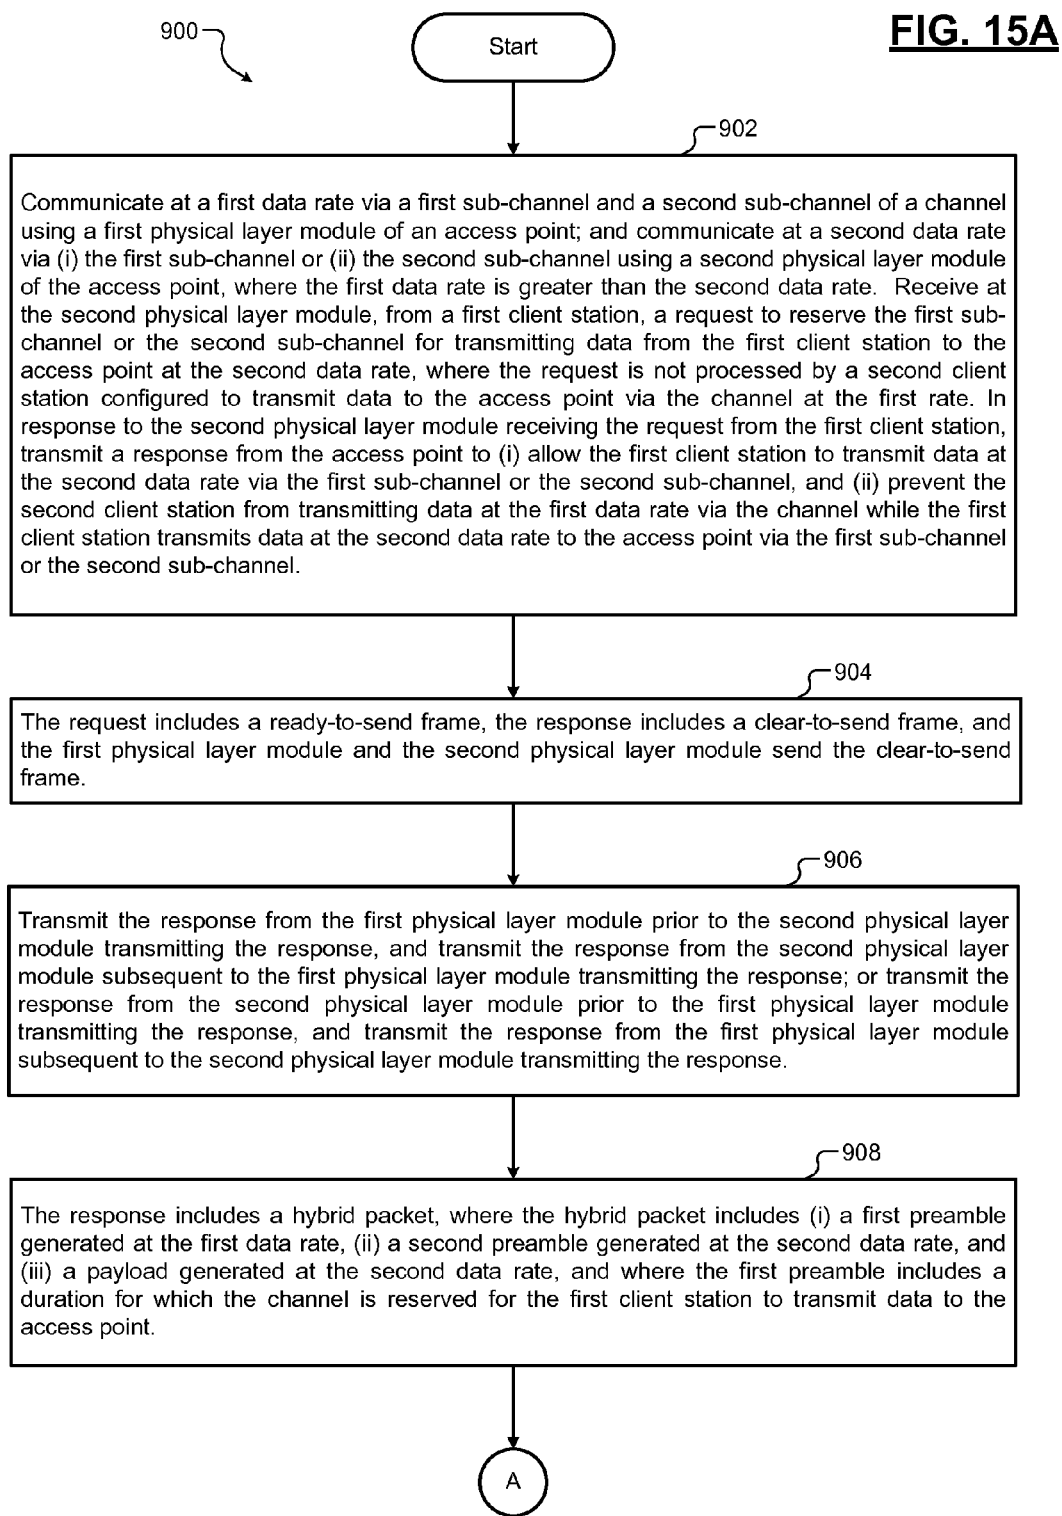 FIG. 15A
900
Start
902
Communicate at a first data rate via a first sub-channel and a second sub-channel of a channel
using a first physical layer module of an access point; and communicate at a second data rate
via (i) the first sub-channel or (ii) the second sub-channel using a second physical layer module
of the access point, where the first data rate is greater than the second data rate. Receive at
the second physical layer module, from a first client station, a request to reserve the first sub-
channel or the second sub-channel for transmitting data from the first client station to the
access point at the second data rate, where the request is not processed by a second client
station configured to transmit data to the access point via the channel at the first rate. In
response to the second physical layer module receiving the request from the first client station,
transmit a response from the access point to (i) allow the first client station to transmit data at
the second data rate via the first sub-channel or the second sub-channel, and (ii) prevent the
second client station from transmitting data at the first data rate via the channel while the first
client station transmits data at the second data rate to the access point via the first sub-channel
or the second sub-channel.
904
The request includes a ready-to-send frame, the response includes a clear-to-send frame, and
the first physical layer module and the second physical layer module send the clear-to-send
frame.
906
Transmit the response from the first physical layer module prior to the second physical layer
module transmitting the response, and transmit the response from the second physical layer
module subsequent to the first physical layer module transmitting the response; or transmit the
response from the second physical layer module prior to the first physical layer module
transmitting the response, and transmit the response from the first physical layer module
subsequent to the second physical layer module transmitting the response.
908
The response includes a hybrid packet, where the hybrid packet includes (i) a first preamble
generated at the first data rate, (ii) a second preamble generated at the second data rate, and
(iii) a payload generated at the second data rate, and where the first preamble includes a
duration for which the channel is reserved for the first client station to transmit data to the
access point.
A